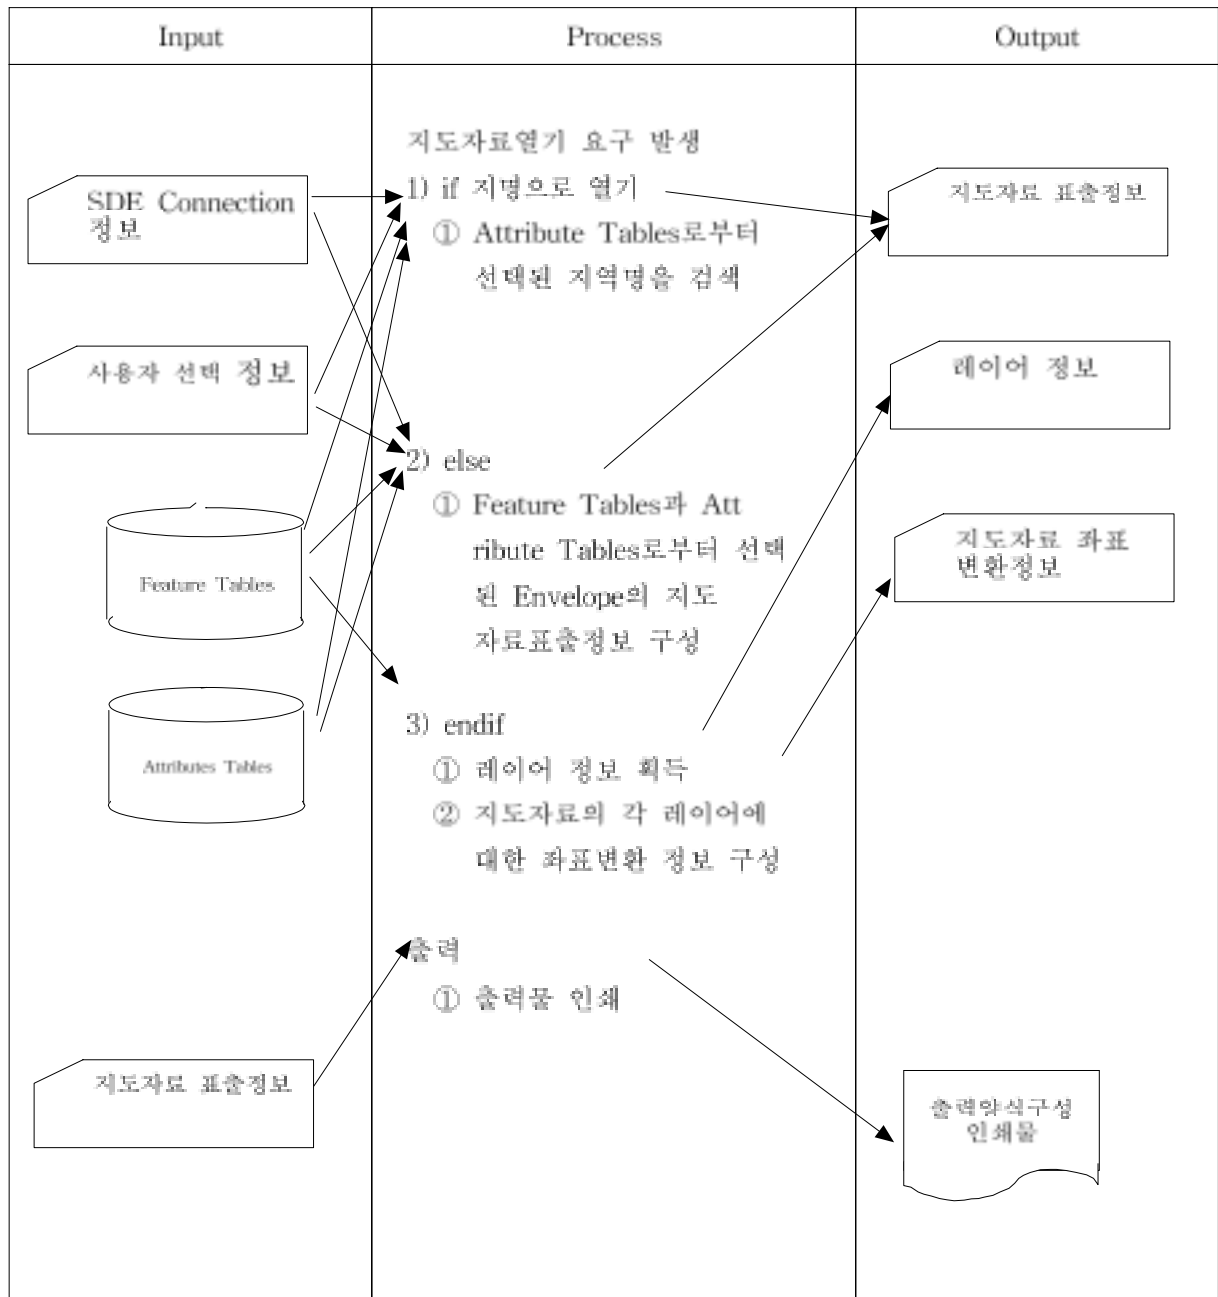 Input
Process
Output
SDE Connection
정보
사용자 선택 정보
Feature Tables
Attributes Tables
지도자료 표출정보
지도자료열기 요구 발생
1) if 지명으로 열기
① Attribute Tables로부터
선택된 지역명을 검색
2) else
① Feature Tables과 Att
ribute Tables로부터 선택
된 Envelope의 지도
자료표출정보 구성
3) endif
① 레이어 정보 획득
② 지도자료의 각 레이어에
대한 좌표변환 정보 구성
출력
① 출력물 인쇄
지도자료 표출정보
레이어 정보
지도자료 좌표
변환정보
출력양식구성
인쇄물